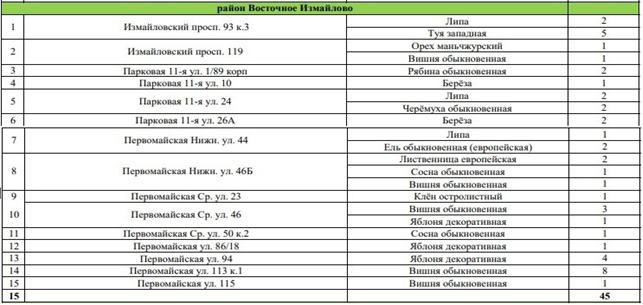 район Восточное Измайлово
1 Измайловский просп. 93 к.3 Липа 2
Туя западная 5
2 Измайловский просп. 119 Орех маньчжурский 1
Вишня обыкновенная 1
3 Парковая 11-я ул. 1/89 корп Рябина обыкновенная 2
4 Парковая 11-я ул. 10 Берёза 1
5 Парковая 11-я ул. 24 Липа 2
Черёмуха обыкновенная 2
6 Парковая 11-я ул. 26А Берёза 2
7 Первомайская Нижн. ул. 44 Липа 1
Ель обыкновенная (европейская) 2
8 Первомайская Нижн. ул. 46Б Лиственница европейская 2
Сосна обыкновенная 1
Вишня обыкновенная 1
9 Первомайская Ср. ул. 23 Клён остролистный 1
10 Первомайская Ср. ул. 46 Вишня обыкновенная 3
Яблоня декоративная 1
11 Первомайская Ср. ул. 50 к.2 Сосна обыкновенная 1
12 Первомайская ул. 86/18 Яблоня декоративная 1
13 Первомайская ул. 94 Яблоня декоративная 4
14 Первомайская ул. 113 к.1 Вишня обыкновенная 8
15 Первомайская ул. 115 Вишня обыкновенная 1
15 45